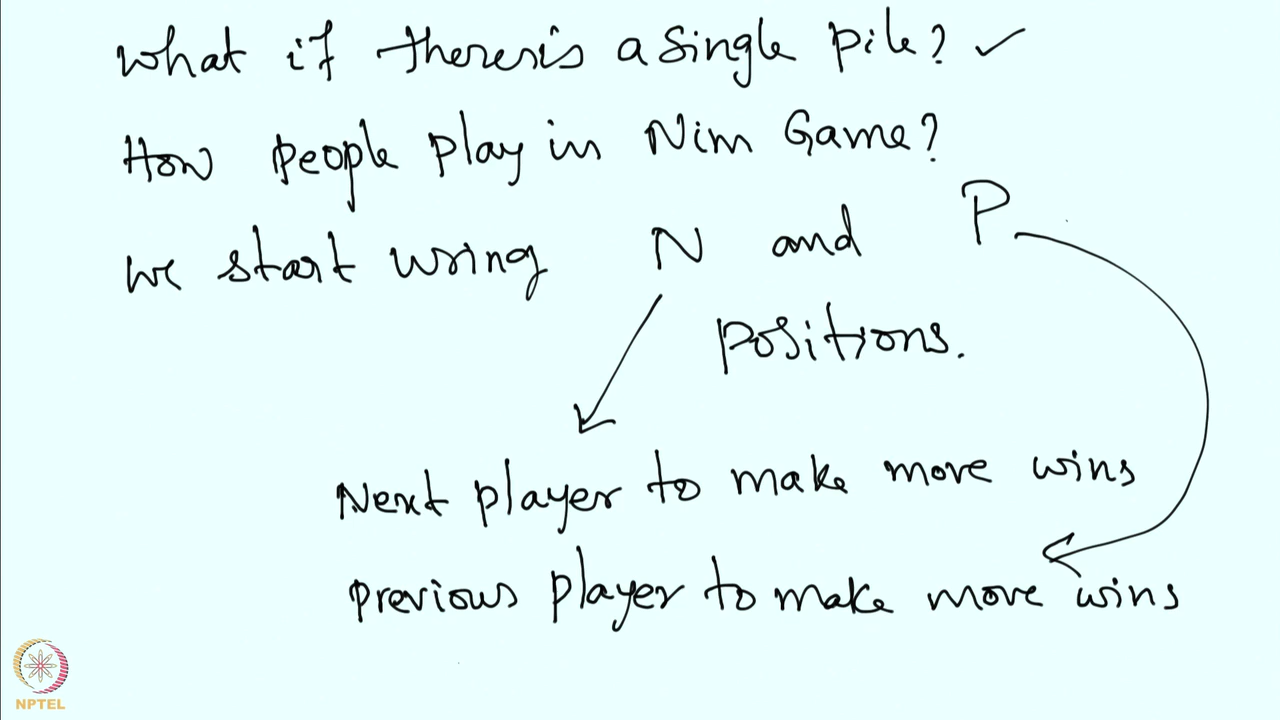 What if thereis a single pile? ✓
How people play in Nim Game?
we start using N and P
positions.
Next player to make move wins
previous player to make move wins
NPTEL